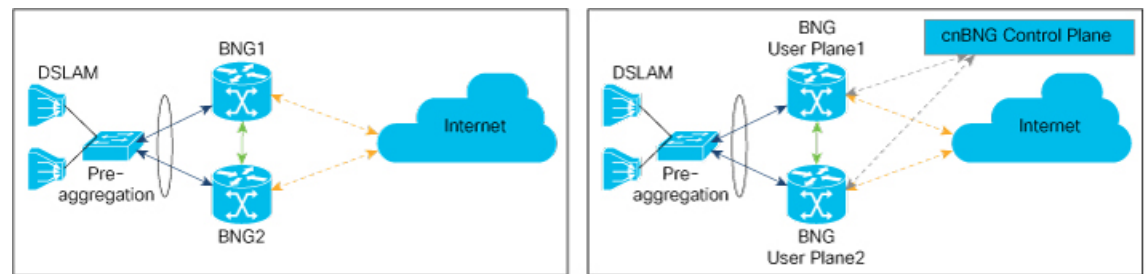 BNG1
DSLAM
Internet
Pre-
aggregation
BNG2
BNG
User Plane1
cnBNG Control Plane
DSLAM
Internet
Pre-
aggregation
BNG
User Plane2